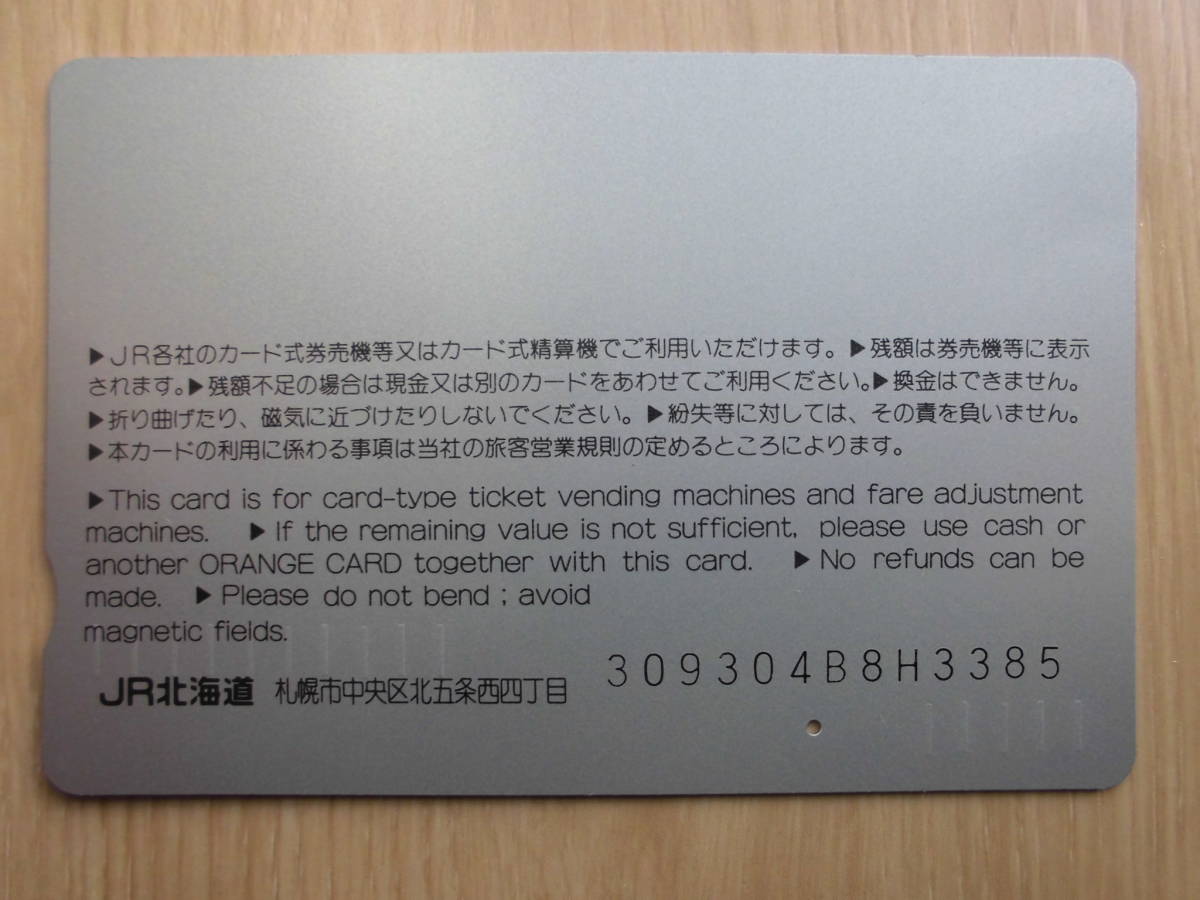 ▶JR各社のカード式券売機等又はカード式精算機でご利用いただけます。▶残額は券売機等に表示
されます。▶残額不足の場合は現金又は別のカードをあわせてご利用ください。▶換金はできません。
▶折り曲げたり、磁気に近づけたりしないでください。▶紛失等に対しては、その責を負いません。
▶本カードの利用に係わる事項は当社の旅客営業規則の定めるところによります。
▶This card is for card-type ticket vending machines and fare adjustment
machines. ▶If the remaining value is not sufficient, please use cash or
another ORANGE CARD together with this card. ▶No refunds can be
made. ▶Please do not bend ; avoid
magnetic fields.
309304B8H3385
JR北海道 札幌市中央区北五条西四丁目